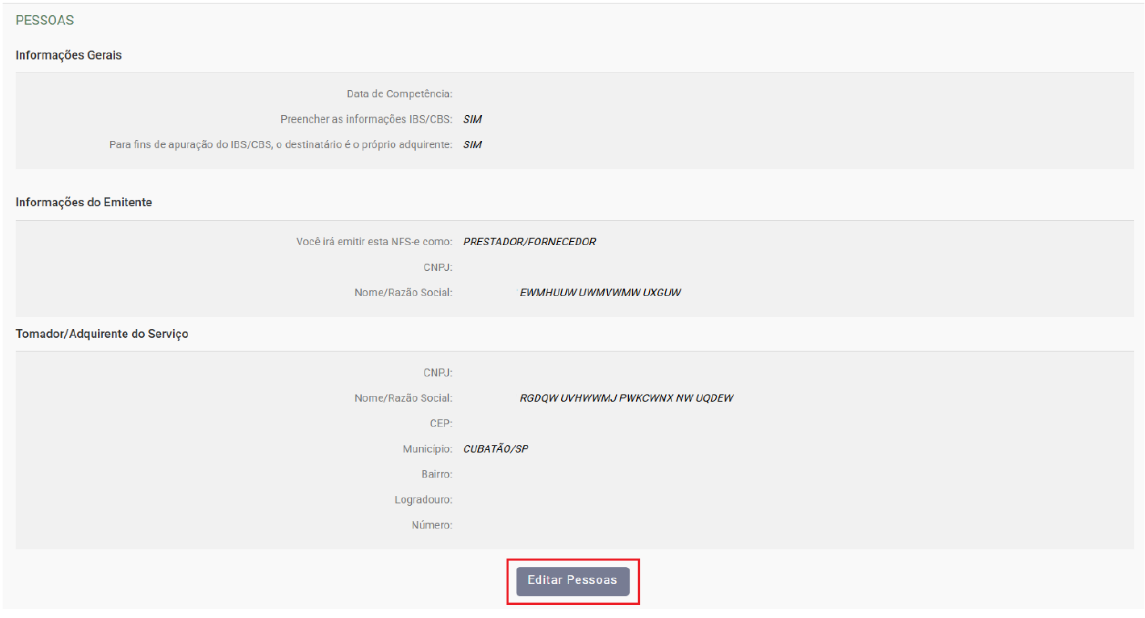 PESSOAS
Informações Gerais
Data de Competência:
Preencher as informações IBS/CBS: SIM
Para fins de apuração do IBS/CBS, o destinatário é o próprio adquirente: SIM
Informações do Emitente
Você irá emitir esta NFS-e como: PRESTADOR/FORNECEDOR
CNPJ:
Nome/Razão Social: EWMHUUW UWMVWMW UXGUW
Tomador/Adquirente do Serviço
CNPJ:
Nome/Razão Social: RGDQW UVHWWMJ PWKCWNX NW UQDEW
CEP:
Município: CUBATÃO/SP
Bairro:
Logradouro:
Número:
Editar Pessoas